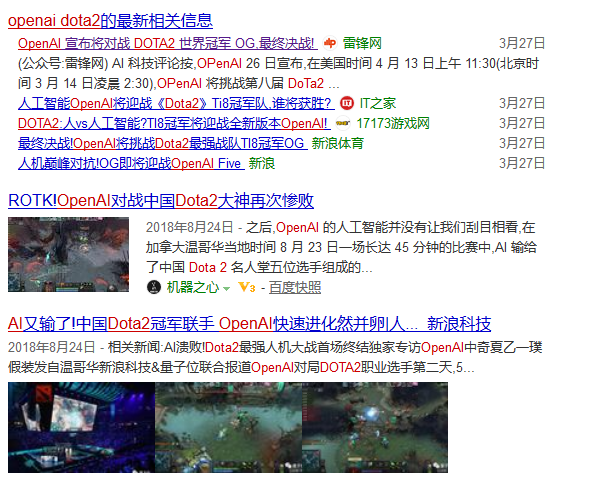 openai dota2的最新相关信息
OpenAI 宣布将对战 DOTA2 世界冠军 OG,最终决战! 雷锋网 3月27日
(公众号:雷锋网) AI 科技评论按,OPenAI 26 日宣布,在美国时间 4 月 13 日上午 11:30(北京时
间 3 月 14 日凌晨 2:30),OPenAI 将挑战第八届 DoTa2 ...
人工智能OpenAI将迎战《Dota2》Ti8冠军队,谁将获胜? IT之家 3月27日
DOTA2:人vs人工智能?TI8冠军将迎战全新版本OpenAI! 17173游戏网 3月27日
最终决战!OpenAI将挑战Dota2最强战队TI8冠军OG 新浪体育 3月27日
人机巅峰对抗!OG即将迎战OpenAI Five 新浪 3月27日
ROTK!OpenAI对战中国Dota2大神再次惨败
2018年8月24日 - 之后,OpenAI 的人工智能并没有让我们刮目相看,在
加拿大温哥华当地时间 8 月 23 日一场长达 45 分钟的比赛中,AI 输给
了中国 Dota 2 名人堂五位选手组成的...
机器之心 V3 - 百度快照
AI又输了!中国Dota2冠军联手 OpenAI快速进化然并卵|人... 新浪科技
2018年8月24日 - 相关新闻:AI溃败!Dota2最强人机大战首场终结独家专访OpenAI中奇夏乙一璞
假装发自温哥华新浪科技&量子位联合报道OpenAI对局DOTA2职业选手第二天,5...